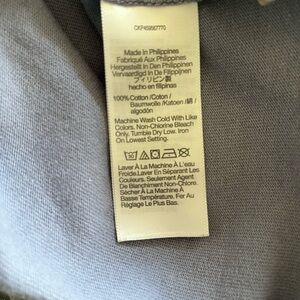 Made in Philippines
Fabriqué Aux Philippines
Hergestellt In Den Philippinen
Vervaardigd In De Filipijnen
フィリピン製
hecho en filipinas
100% Cotton /Coton /
Baumwolle /Katoen /綿 /
algodón
Machine Wash Cold With Like
Colors. Non-Chlorine Bleach
Only. Tumble Dry Low. Iron
On Lowest Setting.
Laver À La Machine À L'eau
Froide.Laver En Séparant Les
Couleurs. Seulement Agent
De Blanchiment Non-Chlore.
Sécher À La Machine À
Basse Température. Fer Au
Réglage Le Plus Bas.